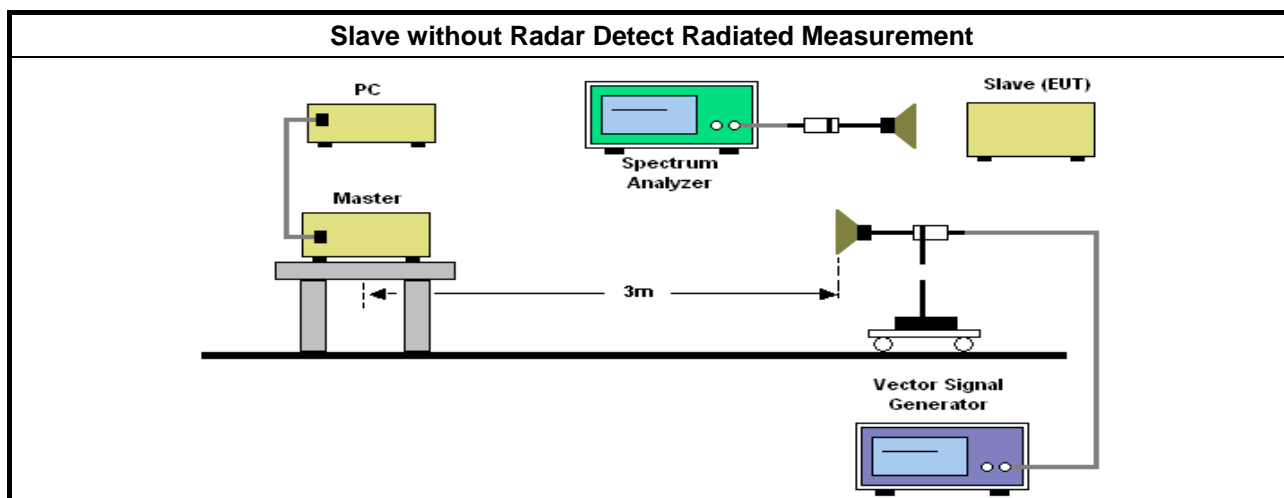 Slave without Radar Detect Radiated Measurement
PC
Slave (EUT)
Spectrum
Analyzer
Master
3m
Vector Signal
Generator